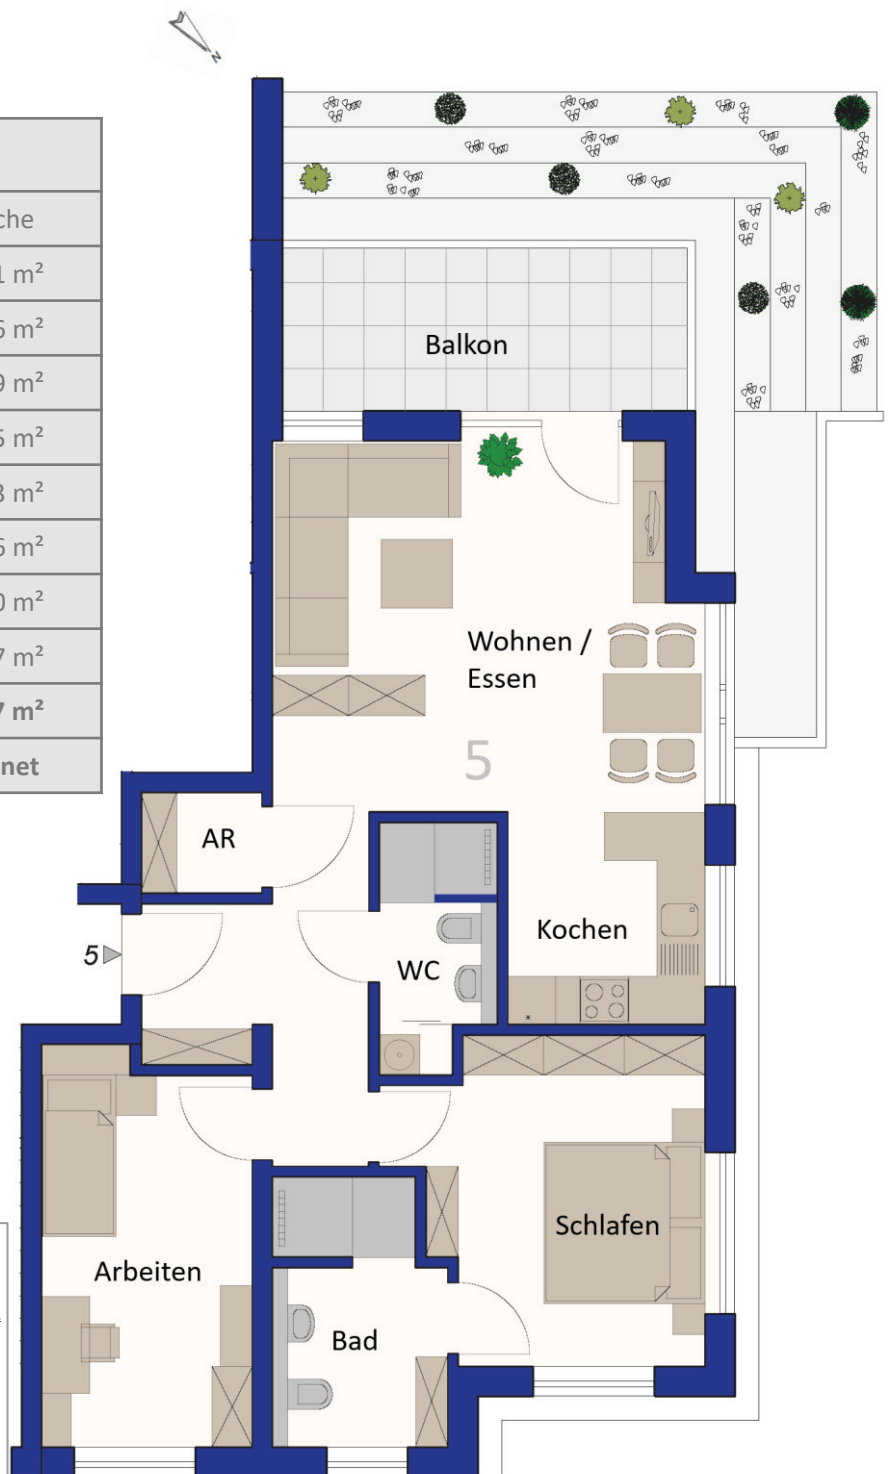 N
che
m²
m²
m²
m²
m²
m²
m²
m²
m²
net
Balkon
Wohnen /
Essen
5
AR
Kochen
5
WC
Schlafen
Arbeiten
Bad